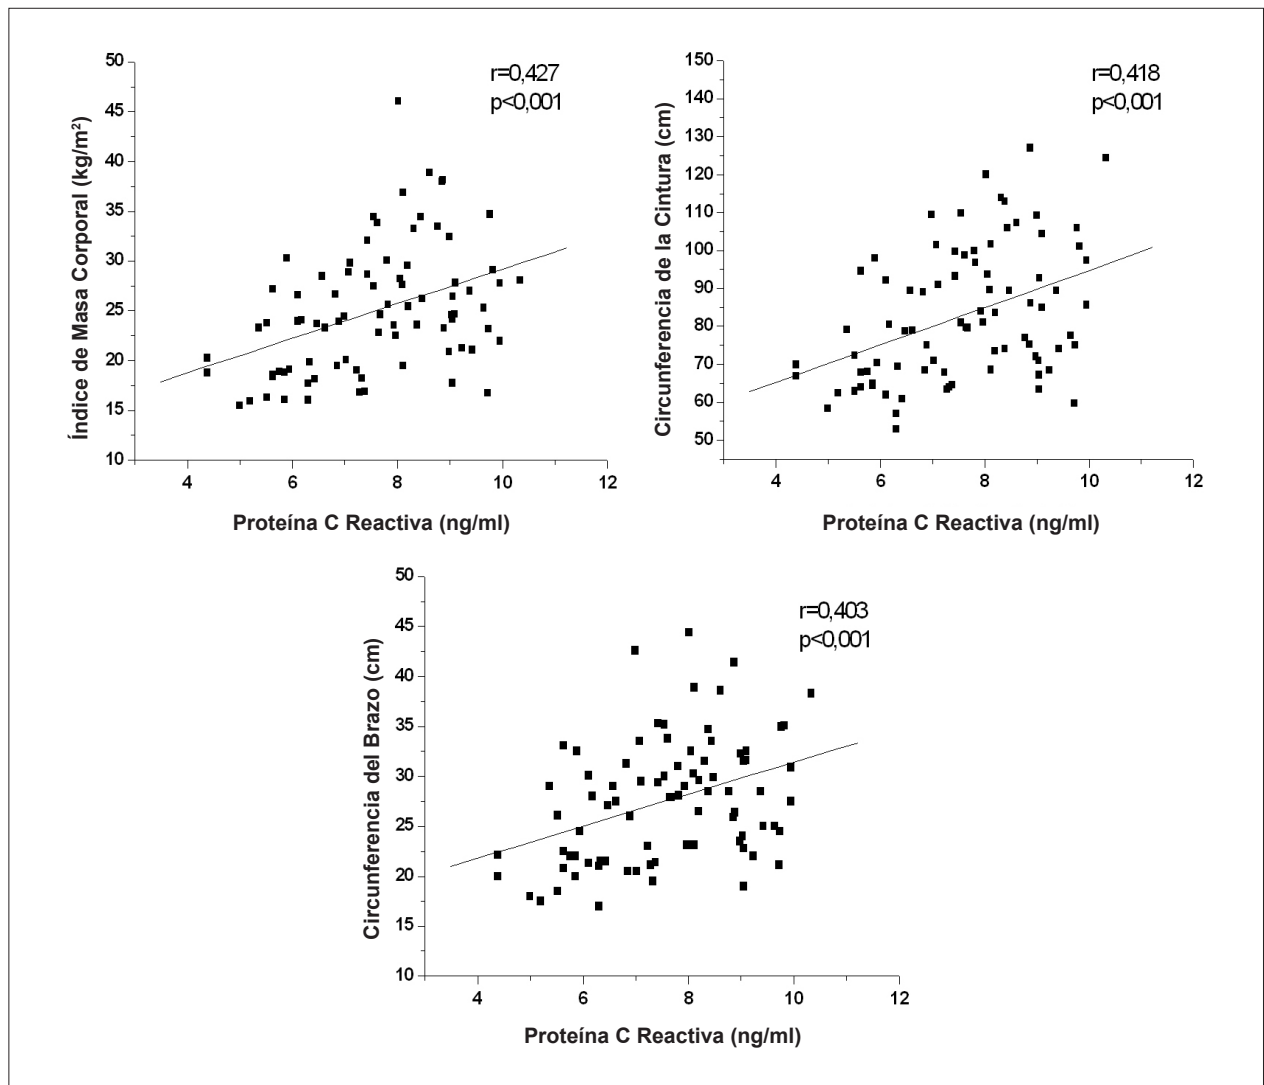 r=0,427
p<0,001
Índice de Masa Corporal (kg/m²)
50
45
40
35
30
25
20
15
10
4 6 8 10 12
Proteína C Reactiva (ng/ml)
r=0,418
p<0,001
Circunferencia de la Cintura (cm)
150
140
130
120
110
100
90
80
70
60
50
4 6 8 10 12
Proteína C Reactiva (ng/ml)
r=0,403
p<0,001
Circunferencia del Brazo (cm)
50
45
40
35
30
25
20
15
10
4 6 8 10 12
Proteína C Reactiva (ng/ml)